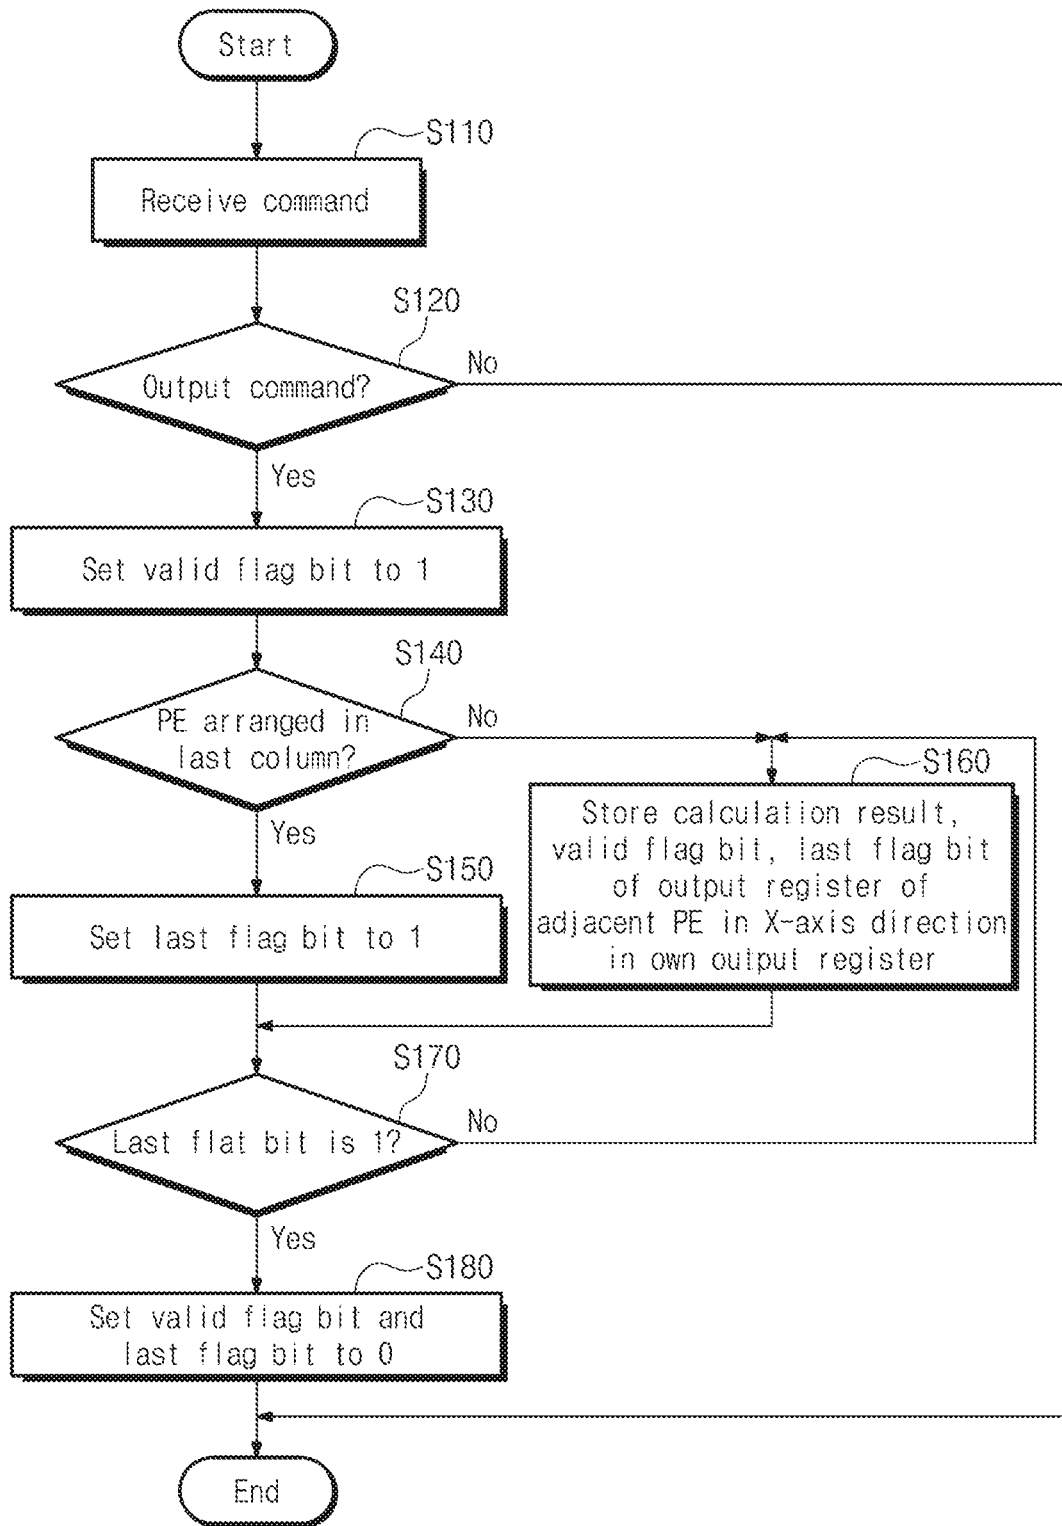 Start
S110
Receive command
S120
Output command?
No
Yes
S130
Set valid flag bit to 1
S140
PE arranged in
last column?
No
Yes
S160
Store calculation result,
valid flag bit, last flag bit
of output register of
adjacent PE in X-axis direction
in own output register
S150
Set last flag bit to 1
S170
Last flat bit is 1?
No
Yes
S180
Set valid flag bit and
last flag bit to 0
End